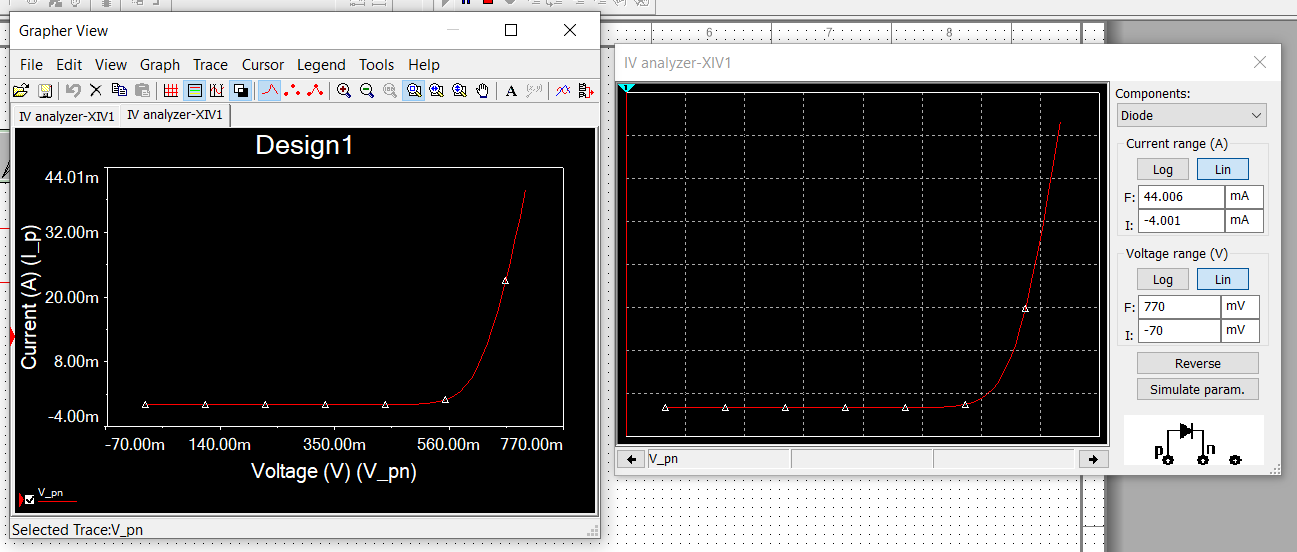 Grapher View
File Edit View Graph Trace Cursor Legend Tools Help
A
IV analyzer-XIV1 IV analyzer-XIV1
Design1
44.01m
32.00m
20.00m
8.00m
-4.00m
Current (A) (I_p)
-70.00m 140.00m 350.00m 560.00m 770.00m
Voltage (V) (V_pn)
V_pn
Selected Trace:V_pn
6 7 8
IV analyzer-XIV1
1
V_pn
Components:
Diode
Current range (A)
Log Lin
F: 44.006 mA
I: -4.001 mA
Voltage range (V)
Log Lin
F: 770 mV
I: -70 mV
Reverse
Simulate param.
p n